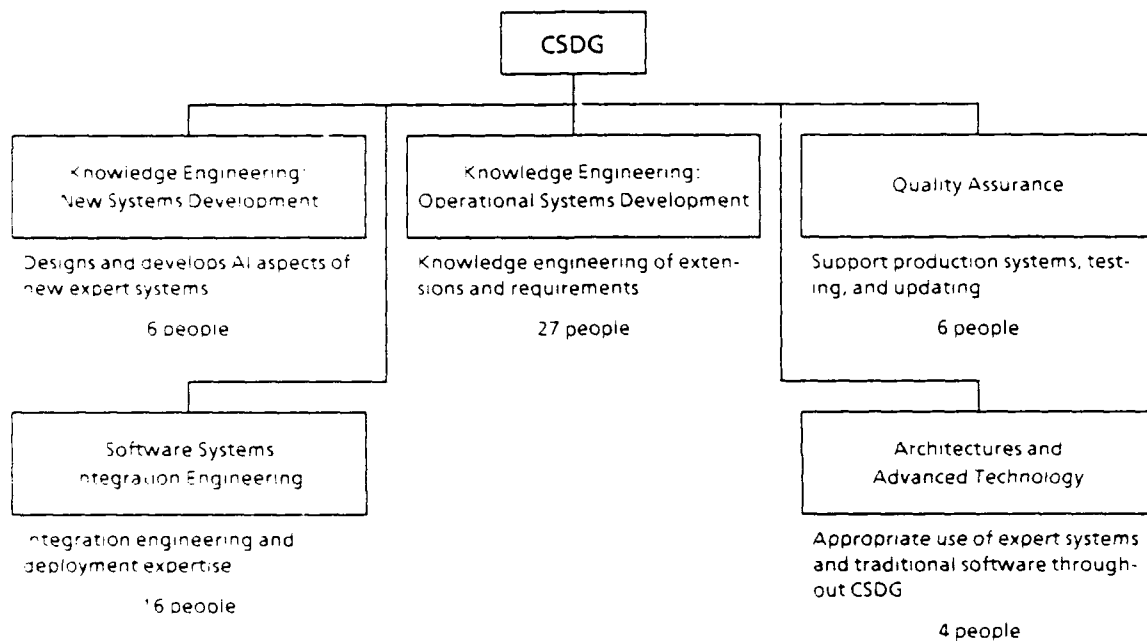 CSDG
Knowledge Engineering:
New Systems Development
Designs and develops AI aspects of
new expert systems
6 people
Knowledge Engineering:
Operational Systems Development
Knowledge engineering of exten-
sions and requirements
27 people
Quality Assurance
Support production systems, test-
ing, and updating
6 people
Software Systems
Integration Engineering
Integration engineering and
deployment expertise
16 people
Architectures and
Advanced Technology
Appropriate use of expert systems
and traditional software through-
out CSDG
4 people